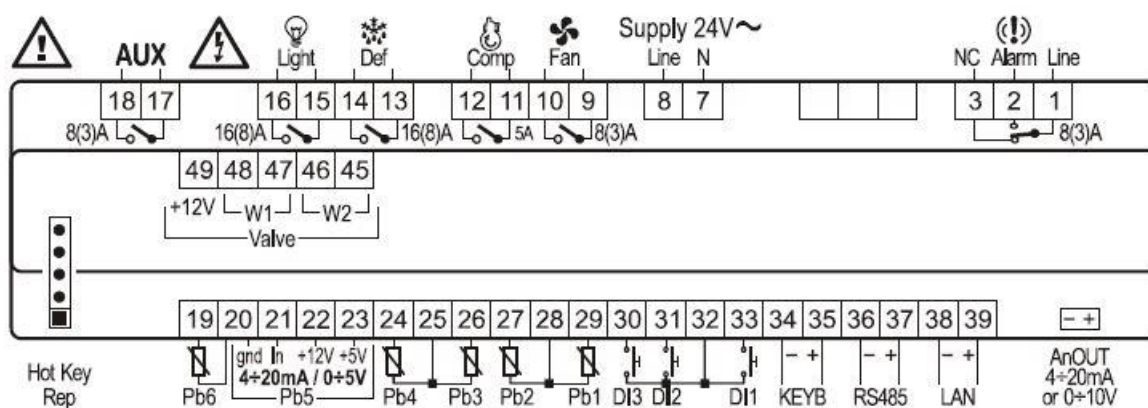 Supply 24V~
AUX Light Def Comp Fan Line N NC Alarm Line
18 17 16 15 14 13 12 11 10 9 8 7 3 2 1
8(3)A 16(8)A 16(8)A 5A 8(3)A 8(3)A
49 48 47 46 45
+12V W1 W2
Valve
19 20 21 22 23 24 25 26 27 28 29 30 31 32 33 34 35 36 37 38 39 - +
gnd In +12V +5V - + - + - +
Hot Key 4÷20mA / 0÷5V AnOUT
4÷20mA
Rep Pb6 Pb5 Pb4 Pb3 Pb2 Pb1 DI3 DI2 DI1 KEYB RS485 LAN or 0÷10V